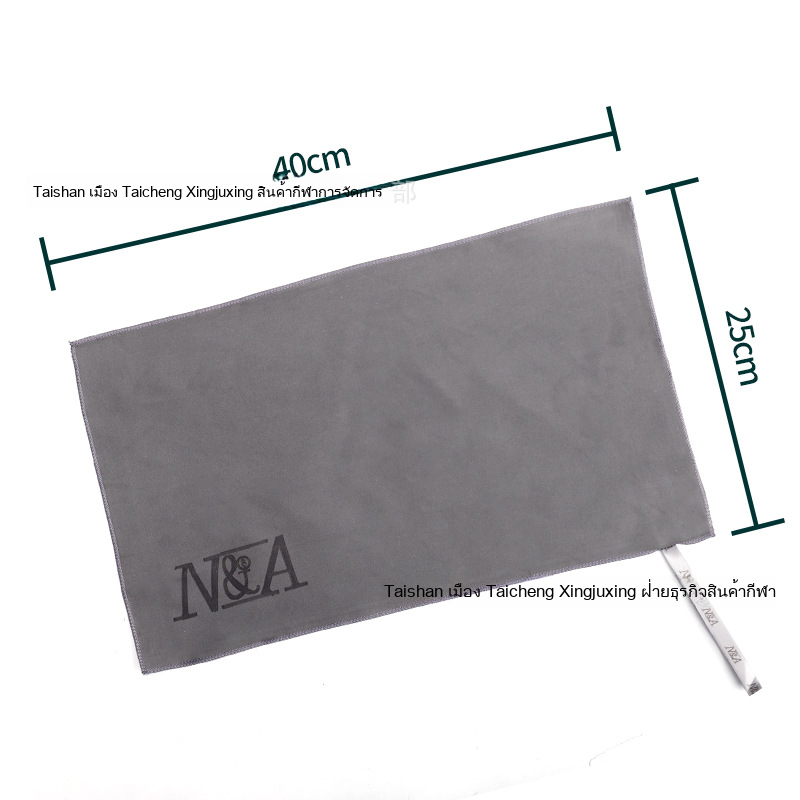 40cm
Taishan เมือง Taicheng Xingjuxing สินค้ากีฬาการจัดการ 部
25cm
N&A
Taishan เมือง Taicheng Xingjuxing ฝ่ายธุรกิจสินค้ากีฬา
N&A
N&A
N&A